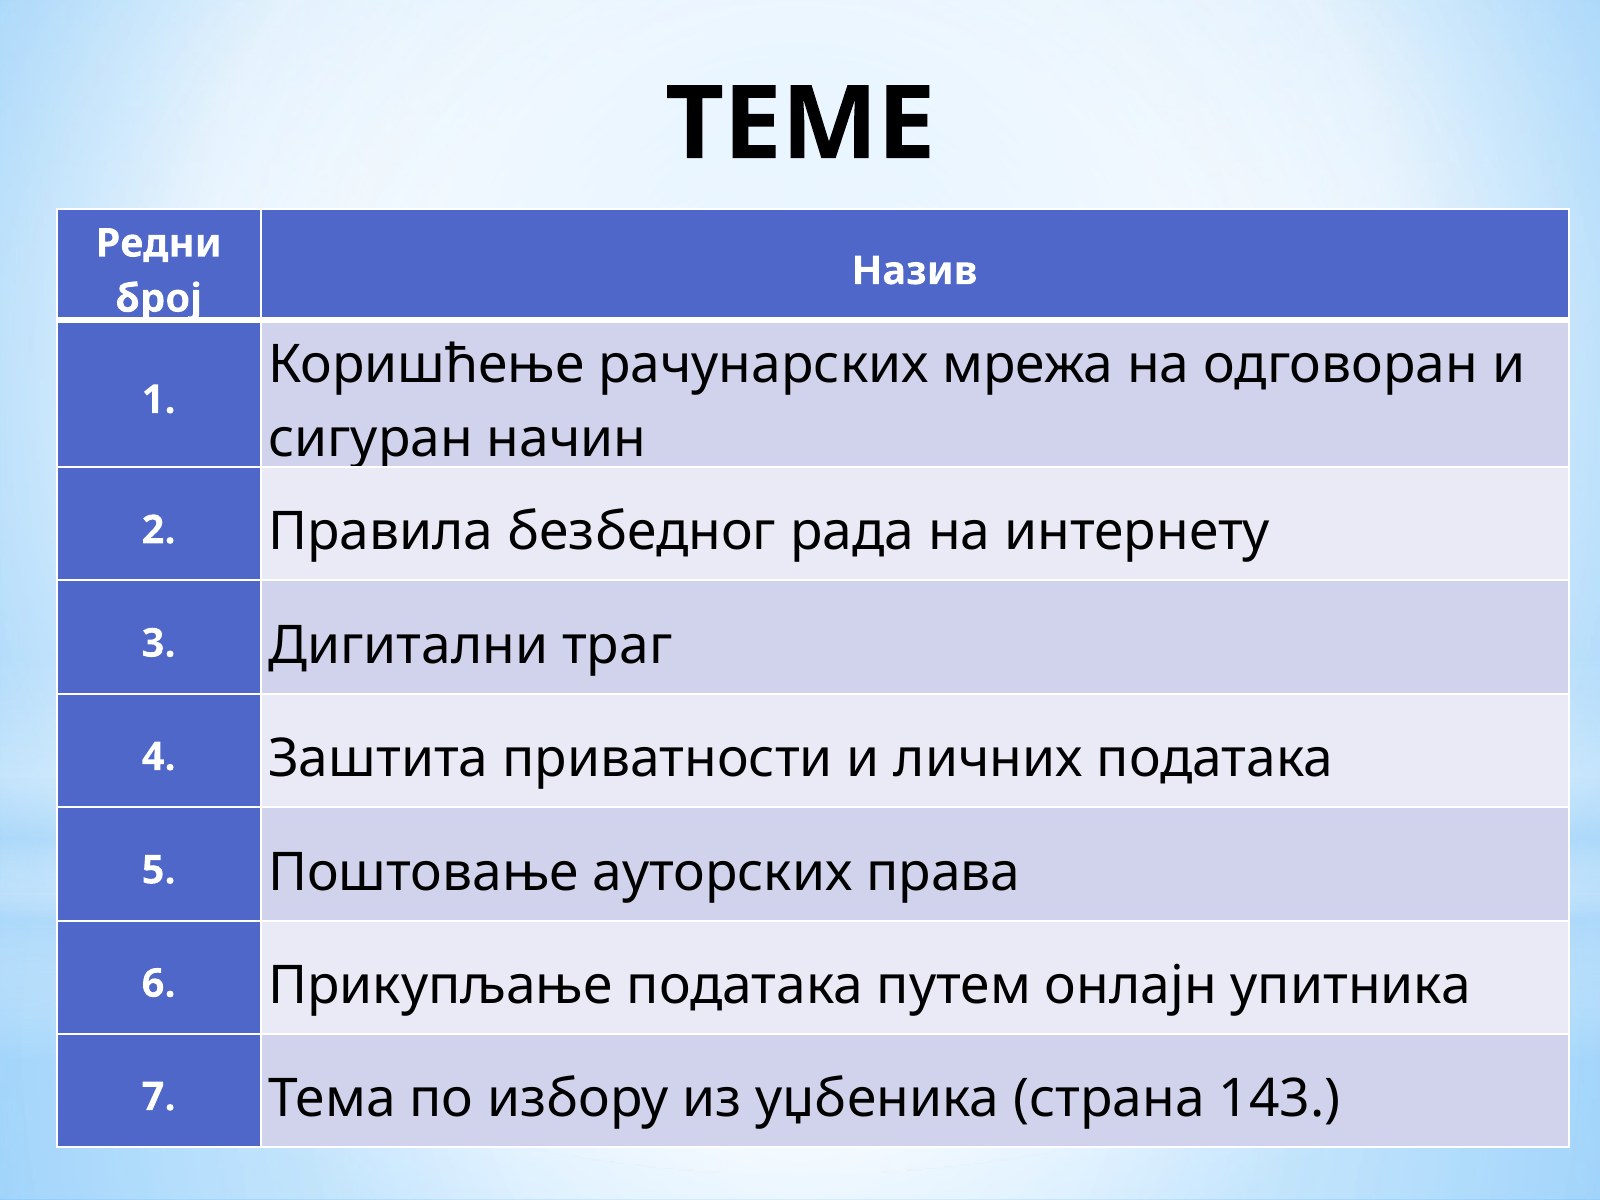 ТЕМЕ
Редни
број
Назив
1.
Коришћење рачунарских мрежа на одговоран и
сигуран начин
2.
Правила безбедног рада на интернету
3.
Дигитални траг
4.
Заштита приватности и личних података
5.
Поштовање ауторских права
6.
Прикупљање података путем онлајн упитника
7.
Тема по избору из уџбеника (страна 143.)